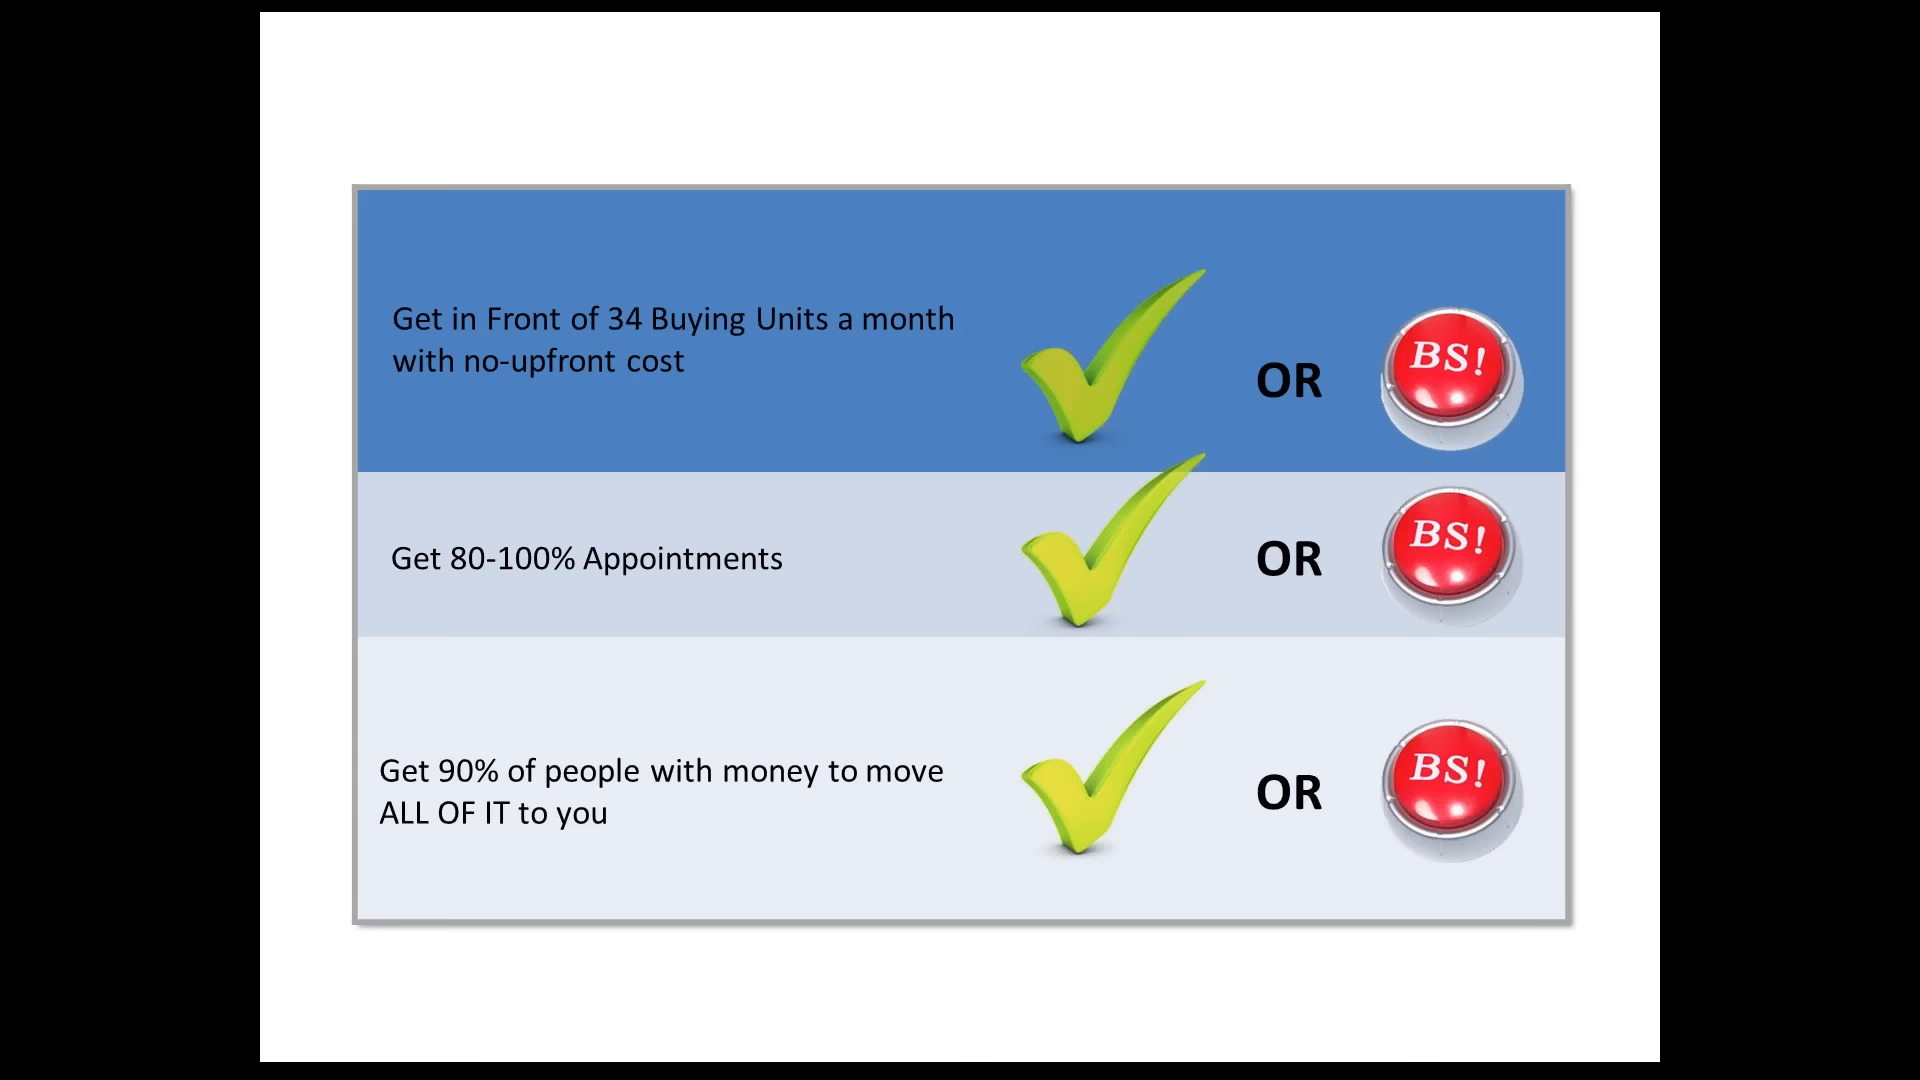 Get in Front of 34 Buying Units a month
with no-upfront cost
OR
BS!
Get 80-100% Appointments
OR
BS!
Get 90% of people with money to move
ALL OF IT to you
OR
BS!